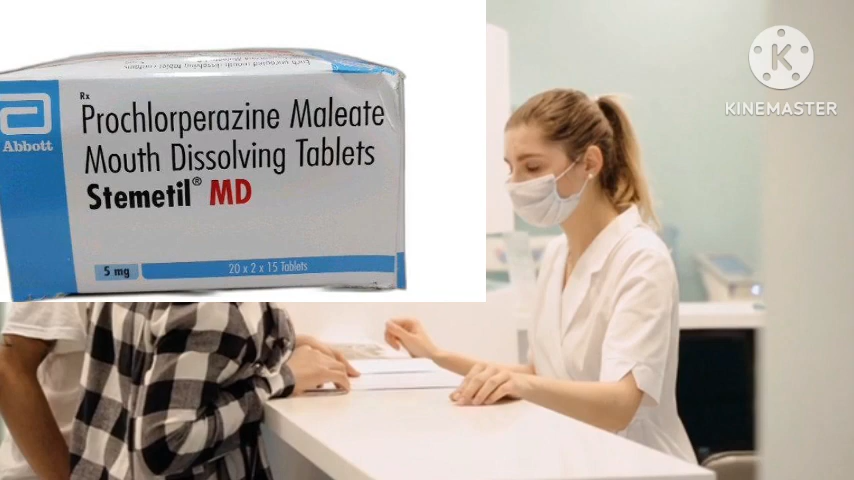 Rx
Prochlorperazine Maleate
Mouth Dissolving Tablets
Stemetil® MD
5 mg
20 x 2 x 15 Tablets
Abbott
K
KINEMASTER